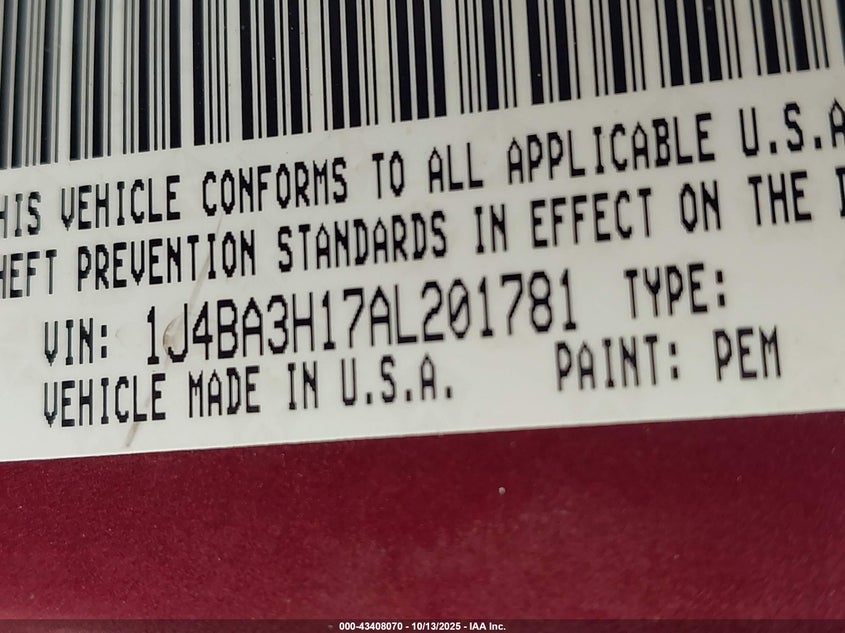 HIS VEHICLE CONFORMS TO ALL APPLICABLE U.S.A
HEFT PREVENTION STANDARDS IN EFFECT ON THE D
VIN: 1J4BA3H17AL201781 TYPE:
VEHICLE MADE IN U.S.A. PAINT: PEM
000-43408070 - 10/13/2025 - IAA Inc.